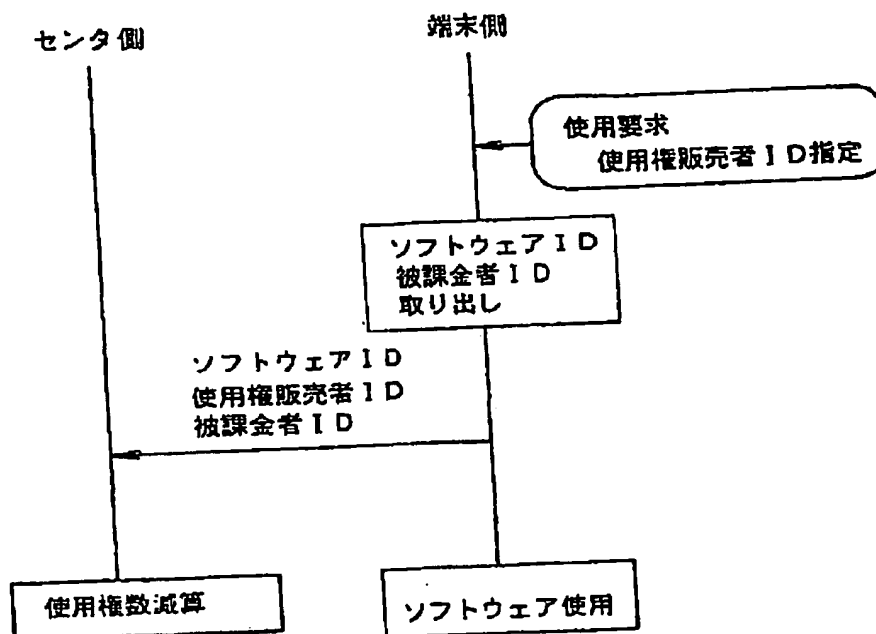 センタ側
端末側
使用要求
使用権販売者ID指定
ソフトウェアID
被課金者ID
取り出し
ソフトウェアID
使用権販売者ID
被課金者ID
使用権数減算
ソフトウェア使用